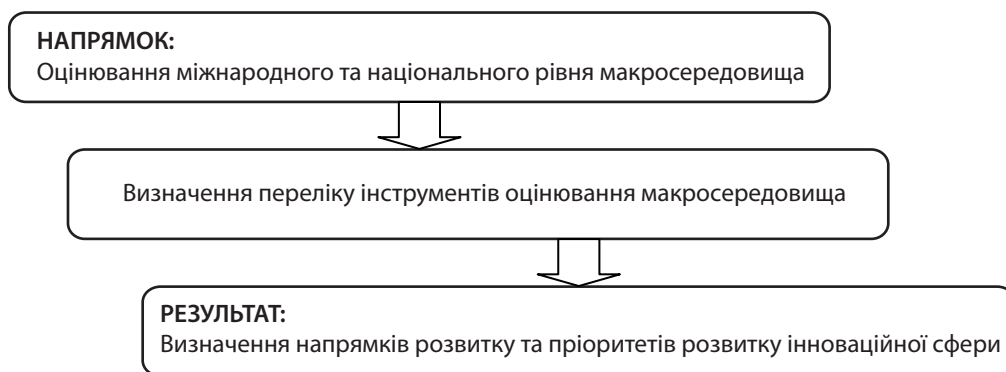 НАПРЯМОК:
Оцінювання міжнародного та національного рівня макросередовища
Визначення переліку інструментів оцінювання макросередовища
РЕЗУЛЬТАТ:
Визначення напрямків розвитку та пріоритетів розвитку інноваційної сфери